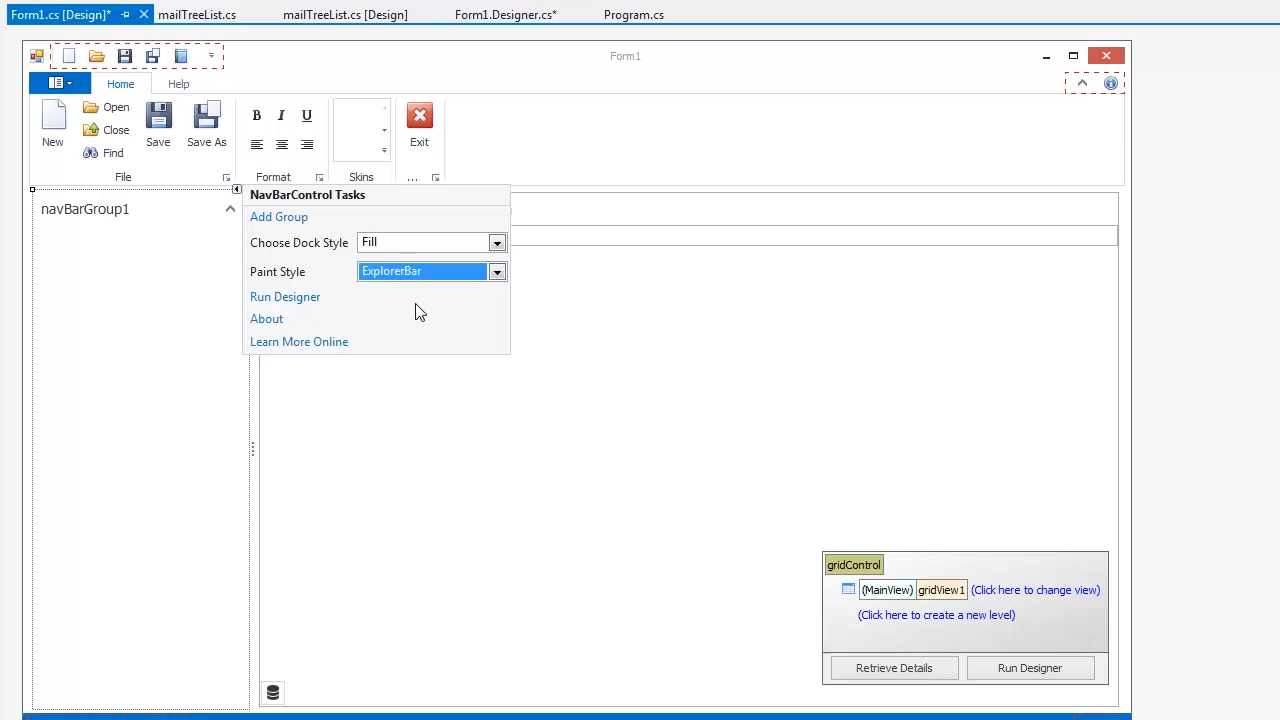 Form1.cs [Design]* mailTreeList.cs mailTreeList.cs [Design] Form1.Designer.cs* Program.cs
Form1
Home Help
New
Open
Close
Find
Save
Save As
B I U
Exit
File Format Skins ...
navBarGroup1
NavBarControl Tasks
Add Group
Choose Dock Style Fill
Paint Style ExplorerBar
Run Designer
About
Learn More Online
gridControl
(MainView) gridView1 (Click here to change view)
(Click here to create a new level)
Retrieve Details Run Designer